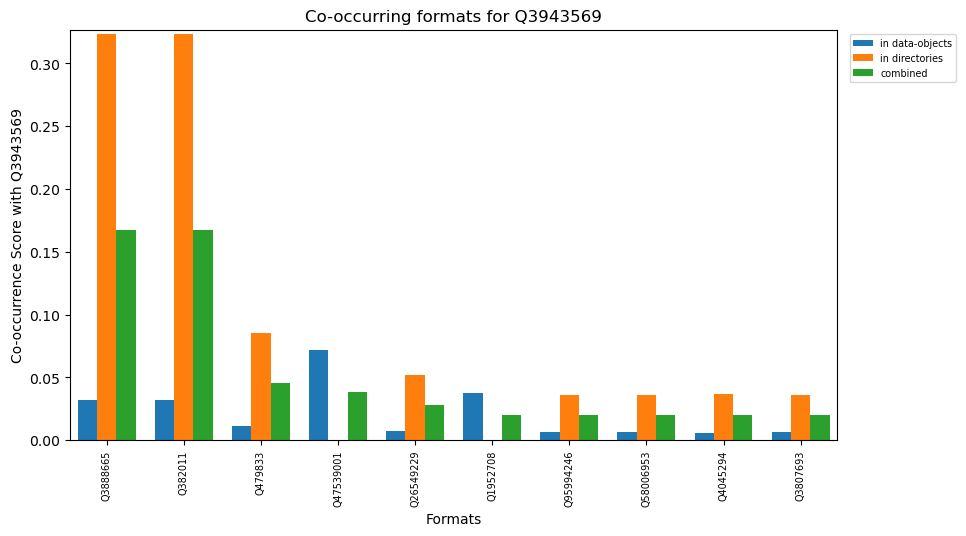 Co-occurring formats for Q3943569
in data-objects
in directories
combined
Co-occurrence Score with Q3943569
0.30
0.25
0.20
0.15
0.10
0.05
0.00
Q3888665
Q382011
Q479833
Q47539001
Q26549229
Q1952708
Q95994246
Q58006953
Q4045294
Q3807693
Formats